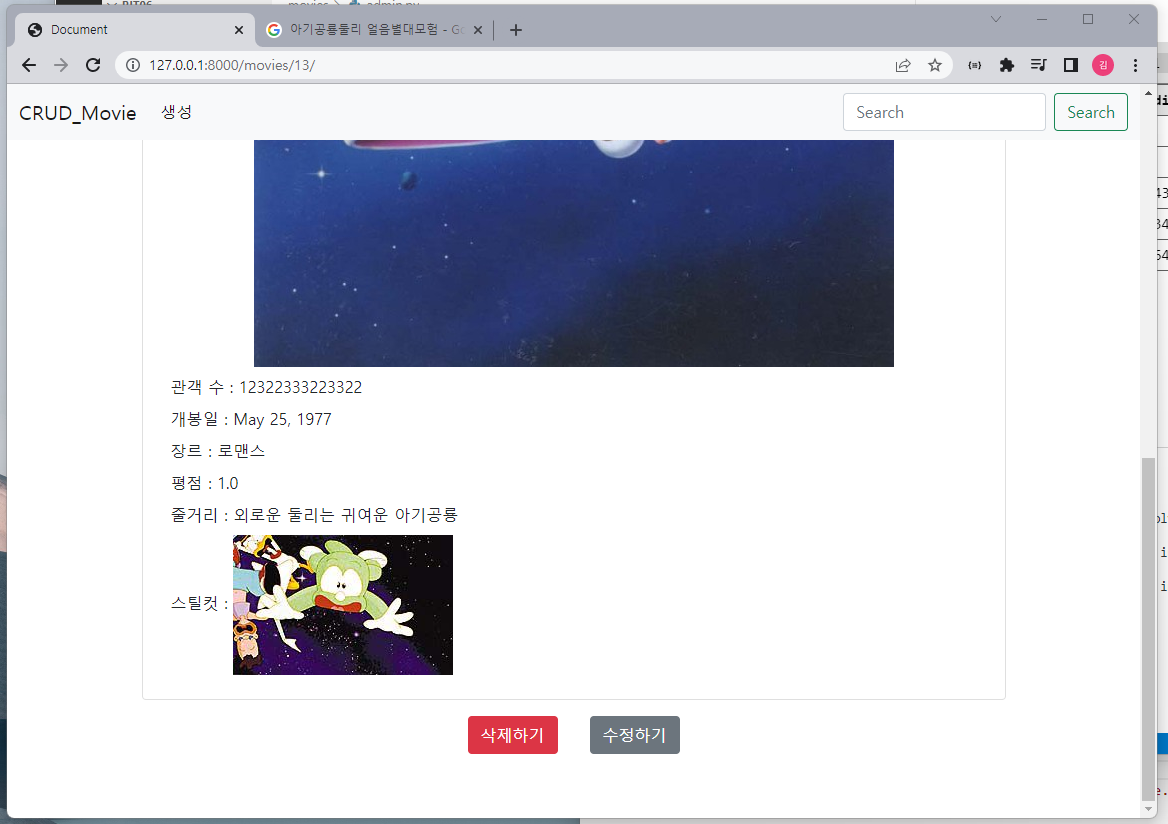 Document
아기공룡둘리 얼음별대모험 - Go
127.0.0.1:8000/movies/13/
김
CRUD_Movie 생성 Search Search
관객 수 : 12322333223322
개봉일 : May 25, 1977
장르 : 로맨스
평점 : 1.0
줄거리 : 외로운 둘리는 귀여운 아기공룡
스틸컷 :
삭제하기 수정하기